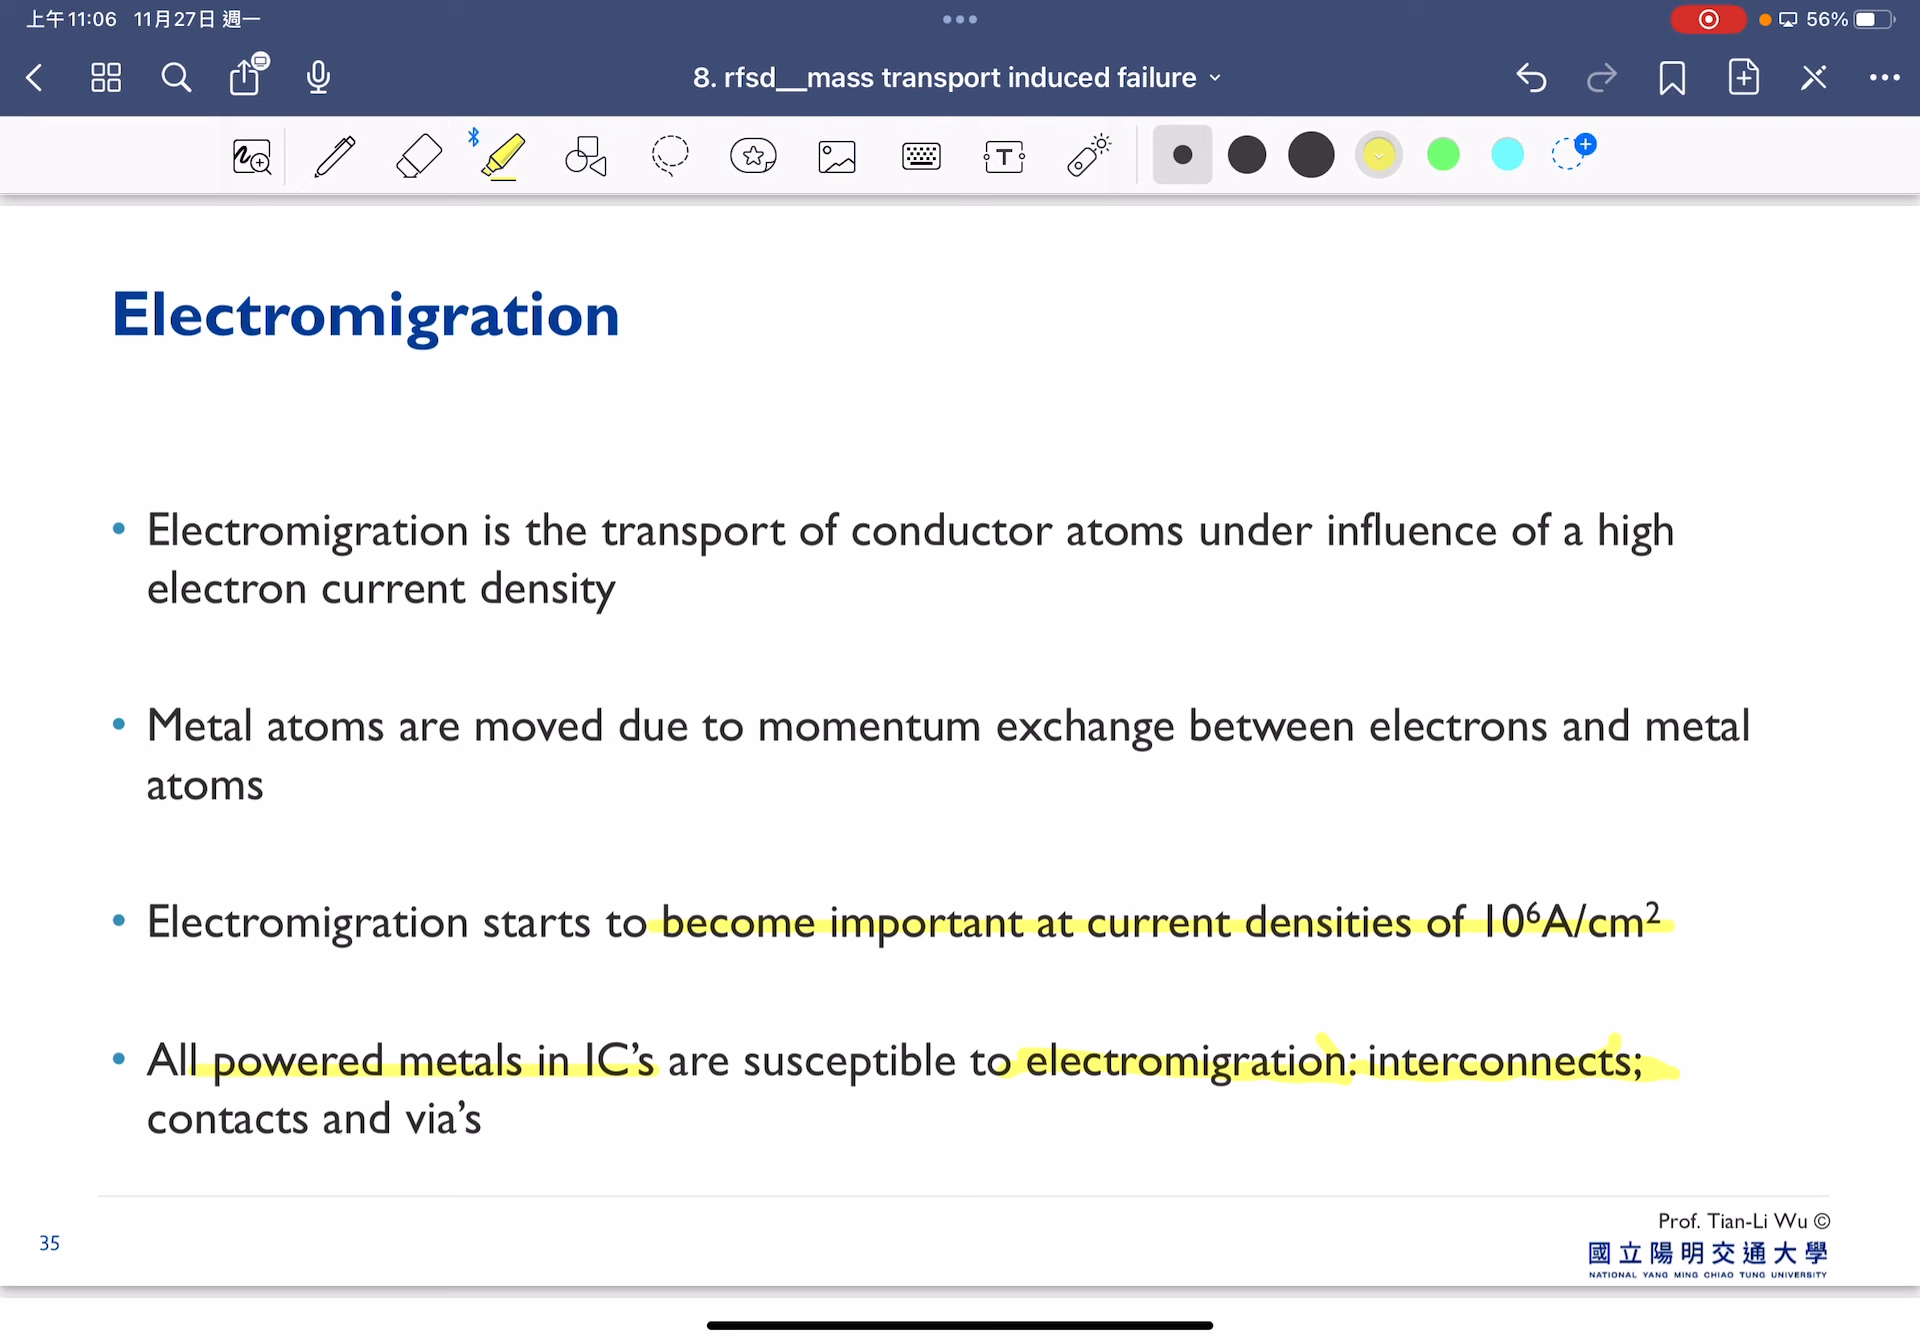 上午11:06 11月27日 週一
56%
8. rfsd__mass transport induced failure
Electromigration
• Electromigration is the transport of conductor atoms under influence of a high
electron current density
• Metal atoms are moved due to momentum exchange between electrons and metal
atoms
• Electromigration starts to become important at current densities of 10⁶A/cm²
• All powered metals in IC’s are susceptible to electromigration: interconnects;
contacts and via’s
35
Prof. Tian-Li Wu ©
國立陽明交通大學
NATIONAL YANG MING CHIAO TUNG UNIVERSITY